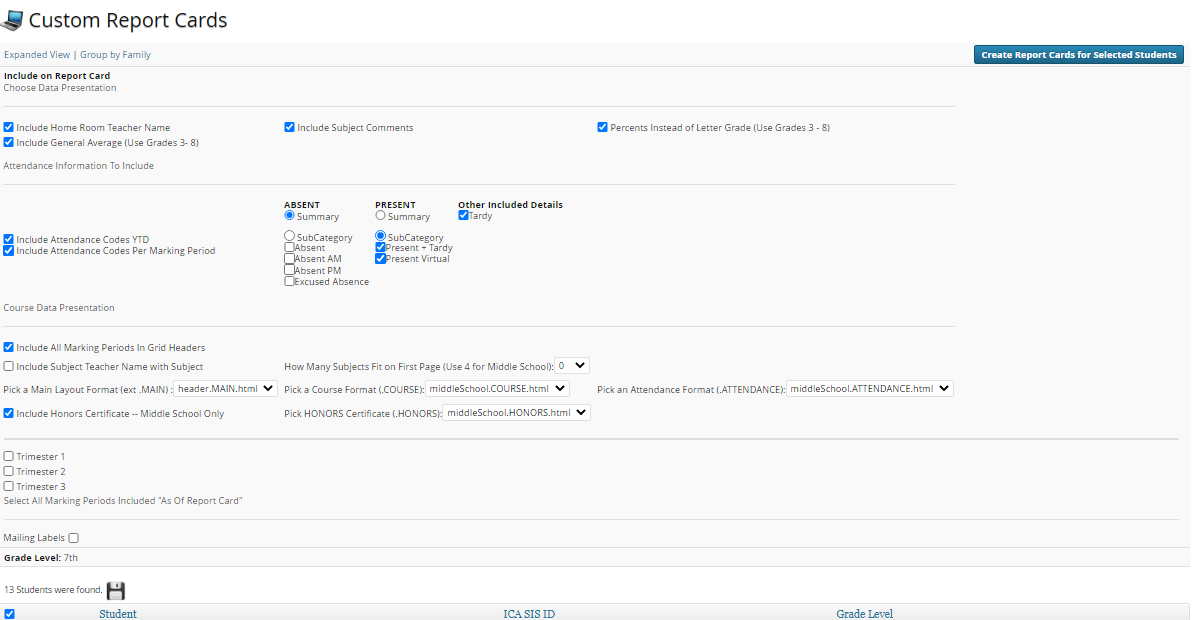 Custom Report Cards
Expanded View | Group by Family
Create Report Cards for Selected Students
Include on Report Card
Choose Data Presentation
Include Home Room Teacher Name
Include Subject Comments
Percents Instead of Letter Grade (Use Grades 3 - 8)
Include General Average (Use Grades 3- 8)
Attendance Information To Include
ABSENT
PRESENT
Other Included Details
Summary
Summary
Tardy
Include Attendance Codes YTD
Include Attendance Codes Per Marking Period
SubCategory
Absent
Absent AM
Absent PM
Excused Absence
SubCategory
Present + Tardy
Present Virtual
Course Data Presentation
Include All Marking Periods In Grid Headers
Include Subject Teacher Name with Subject
How Many Subjects Fit on First Page (Use 4 for Middle School): 0
Pick a Main Layout Format (ext .MAIN) : header.MAIN.html
Pick a Course Format (.COURSE): middleSchool.COURSE.html
Pick an Attendance Format (.ATTENDANCE): middleSchool.ATTENDANCE.html
Include Honors Certificate -- Middle School Only
Pick HONORS Certificate (.HONORS): middleSchool.HONORS.html
Trimester 1
Trimester 2
Trimester 3
Select All Marking Periods Included "As Of Report Card"
Mailing Labels
Grade Level: 7th
13 Students were found.
Student
ICA SIS ID
Grade Level